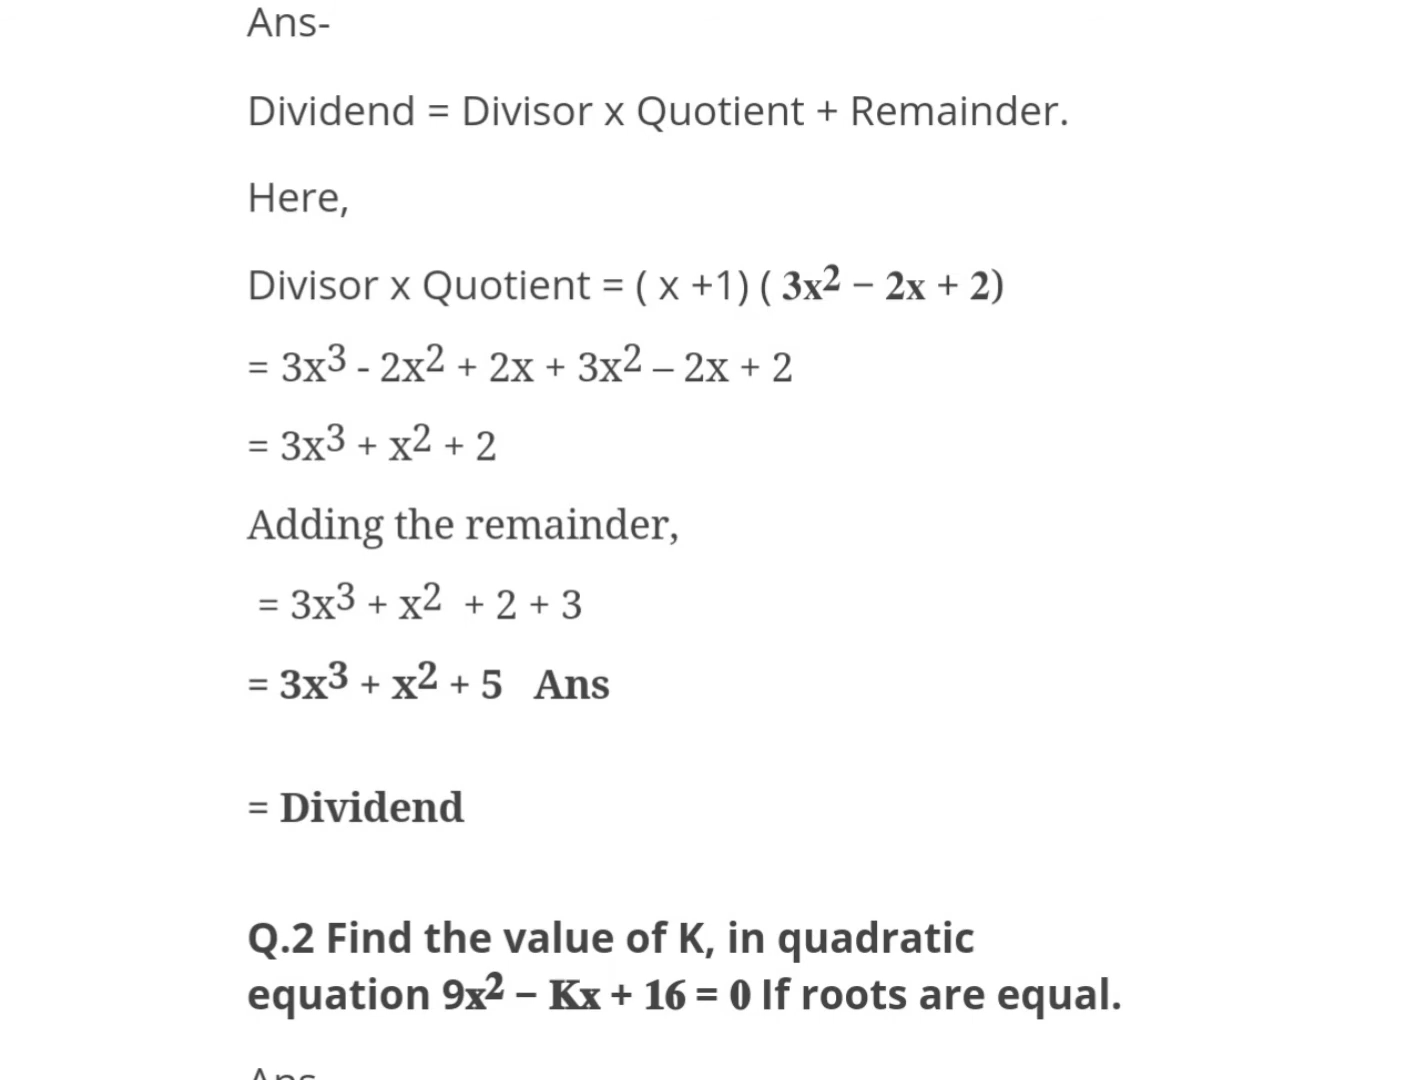 Ans-
Dividend = Divisor x Quotient + Remainder.
Here,
Divisor x Quotient = ( x +1) ( 3x² − 2x + 2)
= 3x³ - 2x² + 2x + 3x² – 2x + 2
= 3x³ + x² + 2
Adding the remainder,
= 3x³ + x² + 2 + 3
= 3x³ + x² + 5 Ans
= Dividend
Q.2 Find the value of K, in quadratic
equation 9x² − Kx + 16 = 0 If roots are equal.
Ans